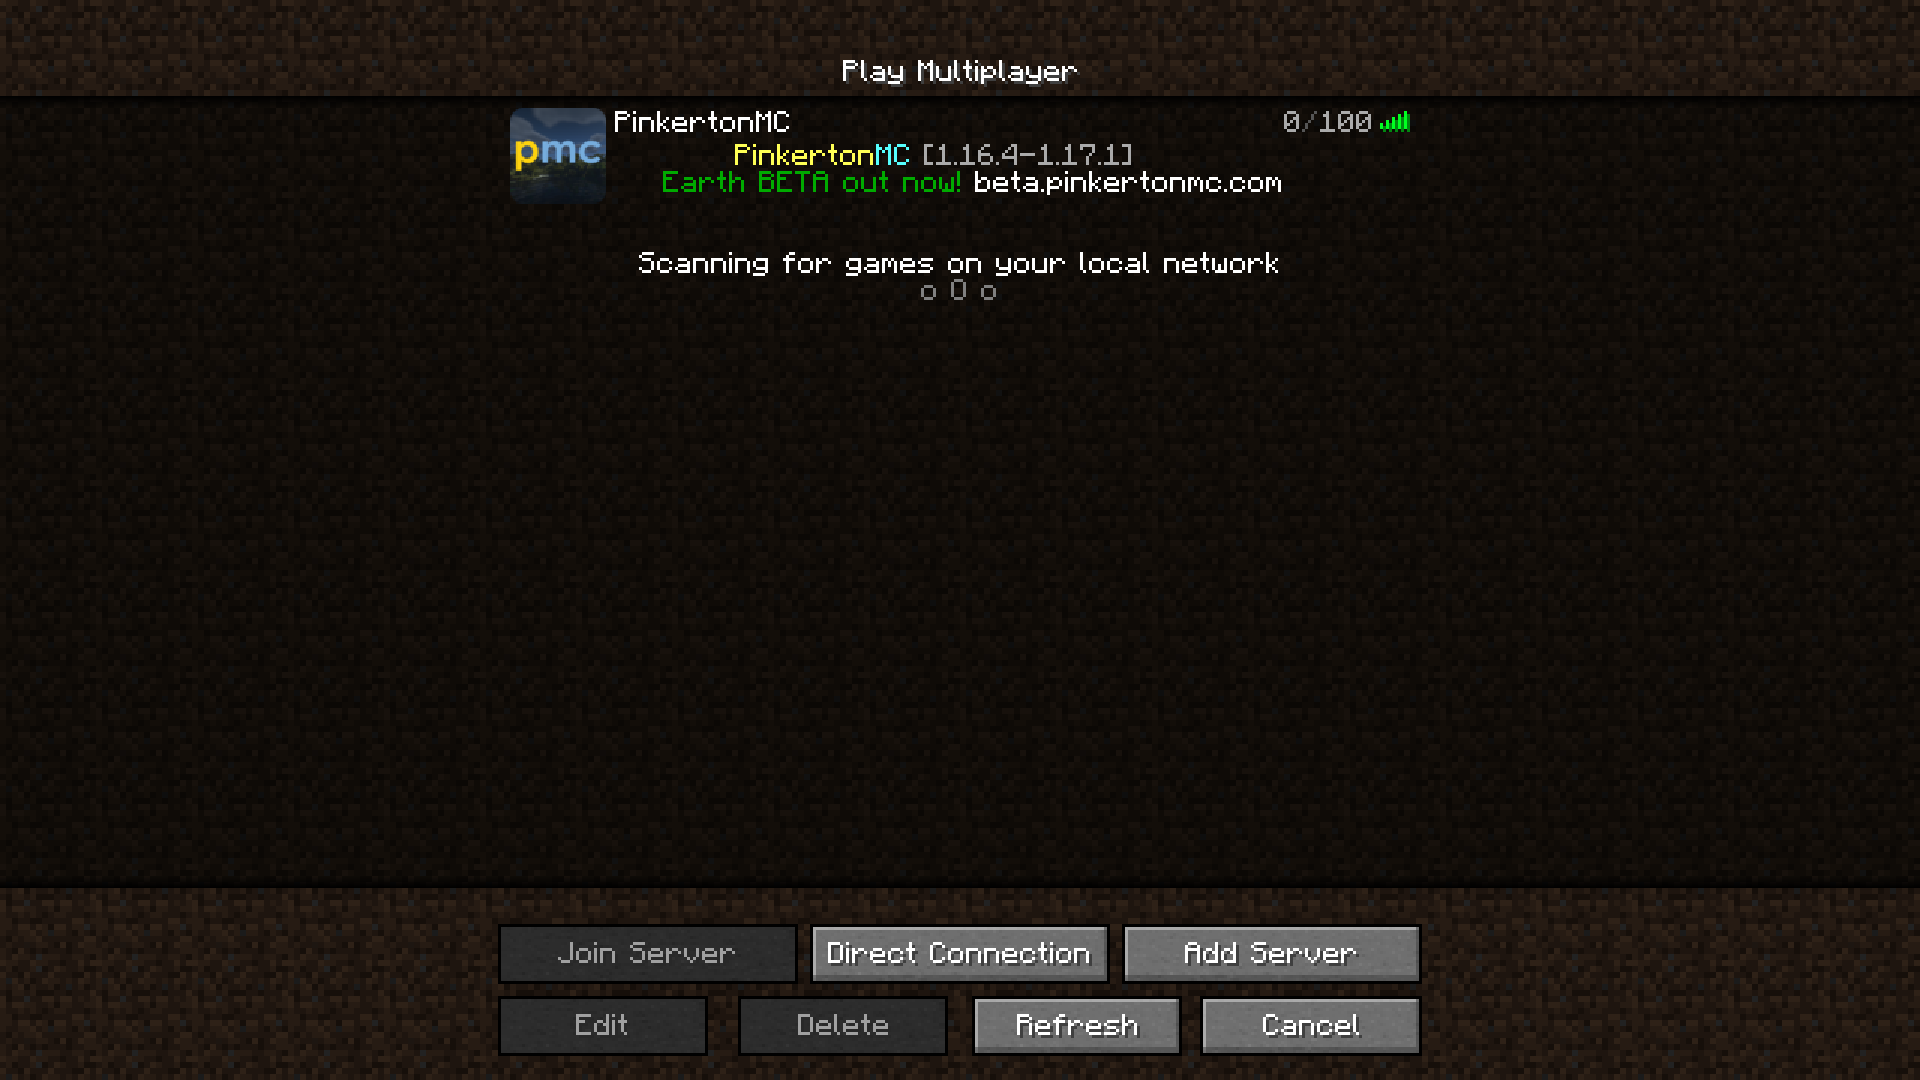 Play Multiplayer
pmc
PinkertonMC 0/100
PinkertonMC [1.16.4-1.17.1]
Earth BETA out now! beta.pinkertonmc.com
Scanning for games on your local network
o O o
Join Server
Direct Connection
Add Server
Edit
Delete
Refresh
Cancel